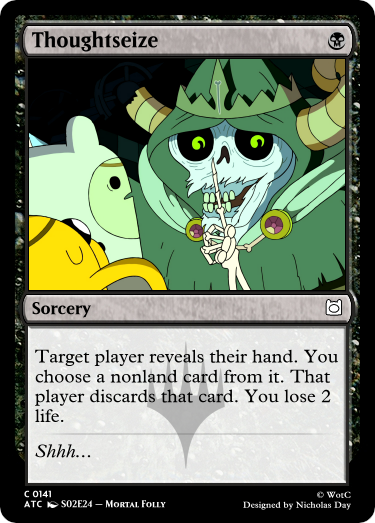 Thoughtseize
Sorcery
Target player reveals their hand. You
choose a nonland card from it. That
player discards that card. You lose 2
life.
Shhh...
C 0141
© WotC
ATC S02E24 – Mortal Folly
Designed by Nicholas Day